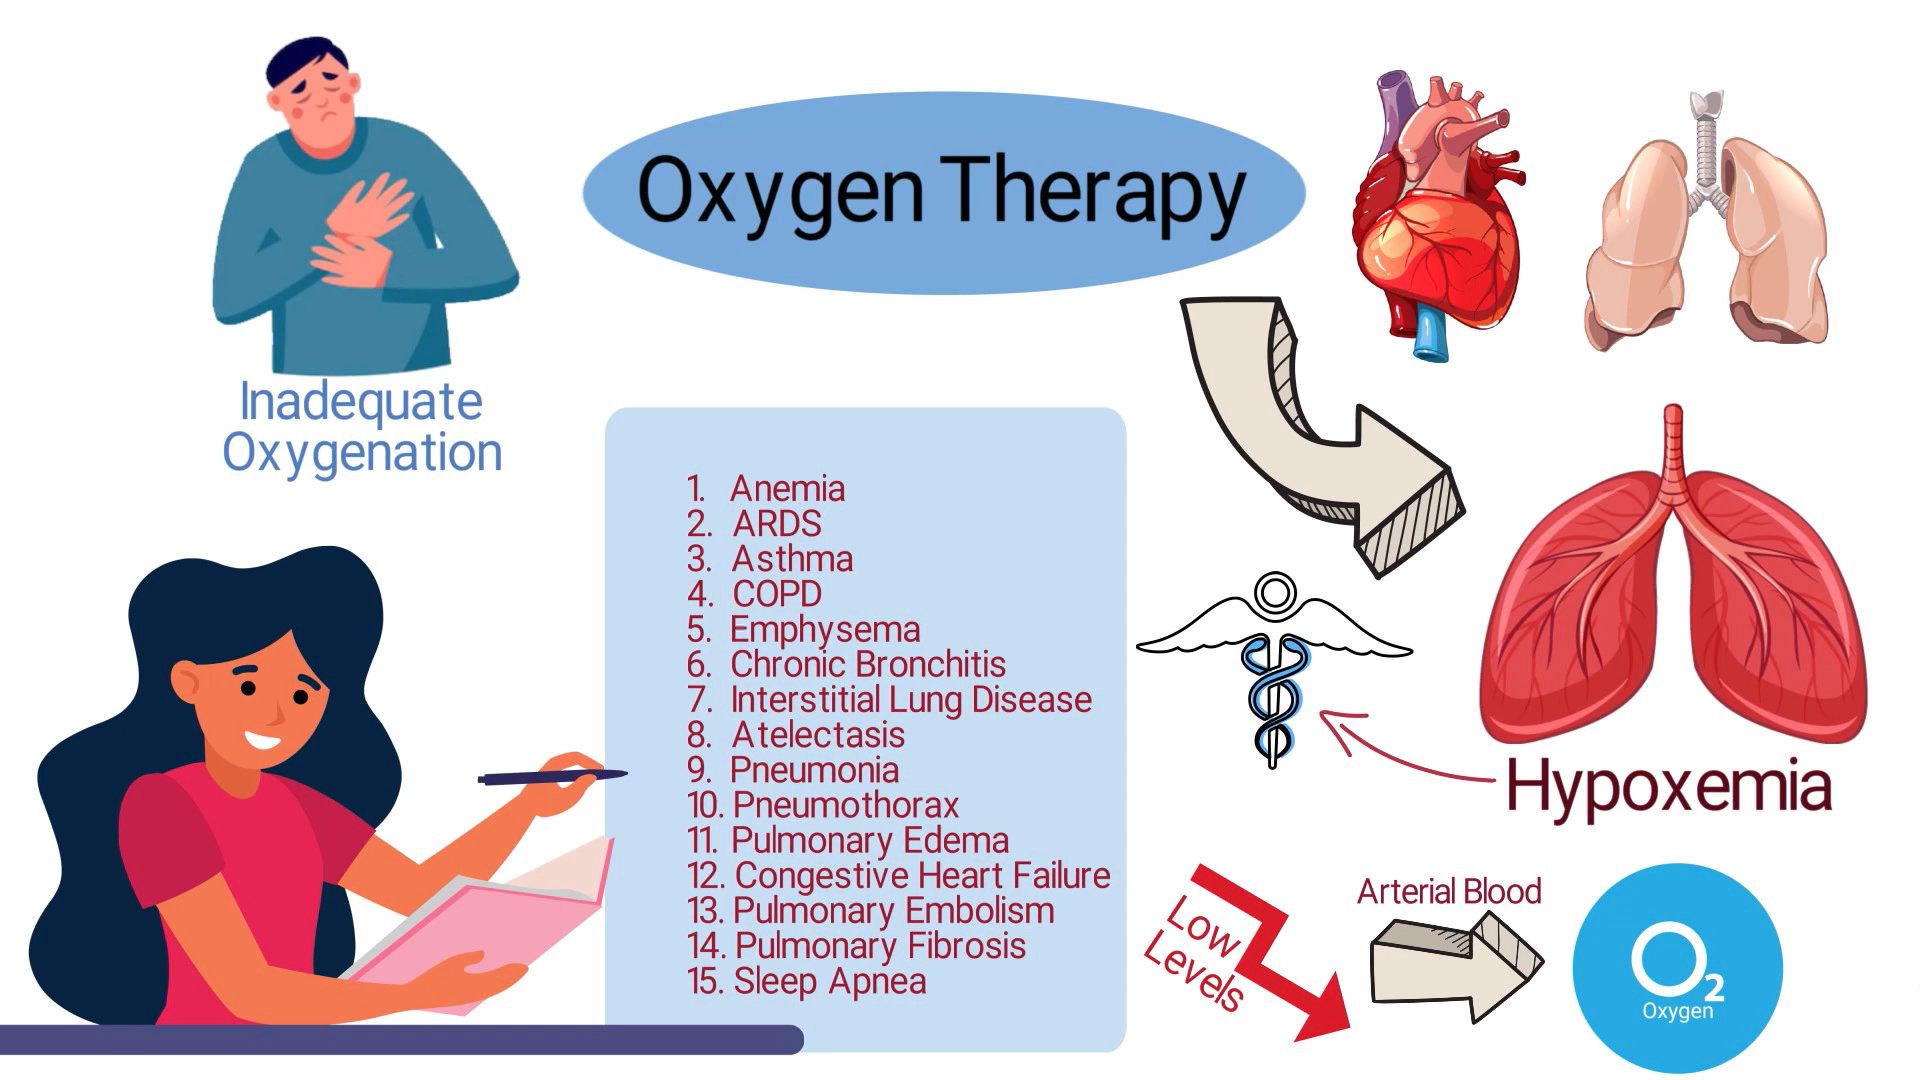 Oxygen Therapy
Inadequate
Oxygenation
1. Anemia
2. ARDS
3. Asthma
4. COPD
5. Emphysema
6. Chronic Bronchitis
7. Interstitial Lung Disease
8. Atelectasis
9. Pneumonia
10. Pneumothorax
11. Pulmonary Edema
12. Congestive Heart Failure
13. Pulmonary Embolism
14. Pulmonary Fibrosis
15. Sleep Apnea
Hypoxemia
Low
Levels
Arterial Blood
O2
Oxygen